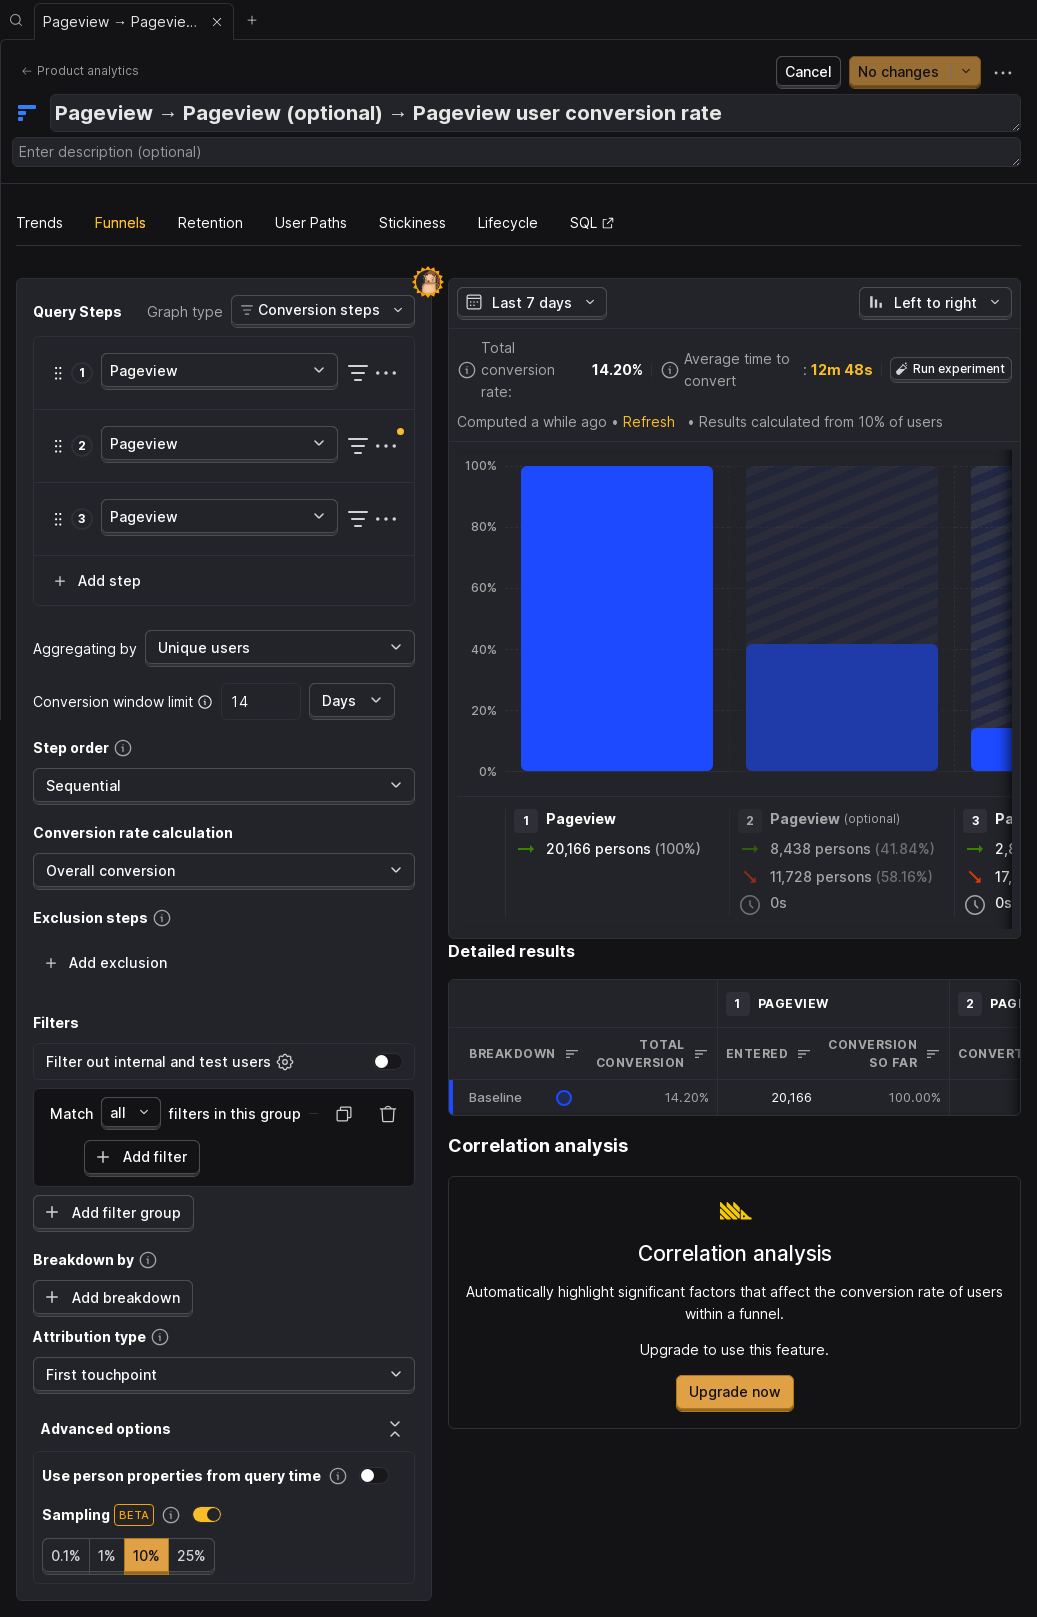 Pageview → Pagevie...
← Product analytics
Cancel
No changes
Pageview → Pageview (optional) → Pageview user conversion rate
Enter description (optional)
Trends
Funnels
Retention
User Paths
Stickiness
Lifecycle
SQL
Query Steps
Graph type
Conversion steps
1 Pageview
2 Pageview
3 Pageview
+ Add step
Aggregating by
Unique users
Conversion window limit
14
Days
Step order
Sequential
Conversion rate calculation
Overall conversion
Exclusion steps
+ Add exclusion
Filters
Filter out internal and test users
Match all filters in this group
+ Add filter
+ Add filter group
Breakdown by
+ Add breakdown
Attribution type
First touchpoint
Advanced options
Use person properties from query time
Sampling BETA
0.1% 1% 10% 25%
Last 7 days
Left to right
Total
conversion
rate:
14.20%
Average time to
convert
: 12m 48s
Run experiment
Computed a while ago • Refresh • Results calculated from 10% of users
100%
80%
60%
40%
20%
0%
1 Pageview
20,166 persons (100%)
2 Pageview (optional)
8,438 persons (41.84%)
11,728 persons (58.16%)
0s
3 Pa
2,8
17,
0s
Detailed results
1 PAGEVIEW
2 PAG
BREAKDOWN
TOTAL
CONVERSION
ENTERED
CONVERSION
SO FAR
CONVERT
Baseline
14.20%
20,166
100.00%
Correlation analysis
Correlation analysis
Automatically highlight significant factors that affect the conversion rate of users
within a funnel.
Upgrade to use this feature.
Upgrade now